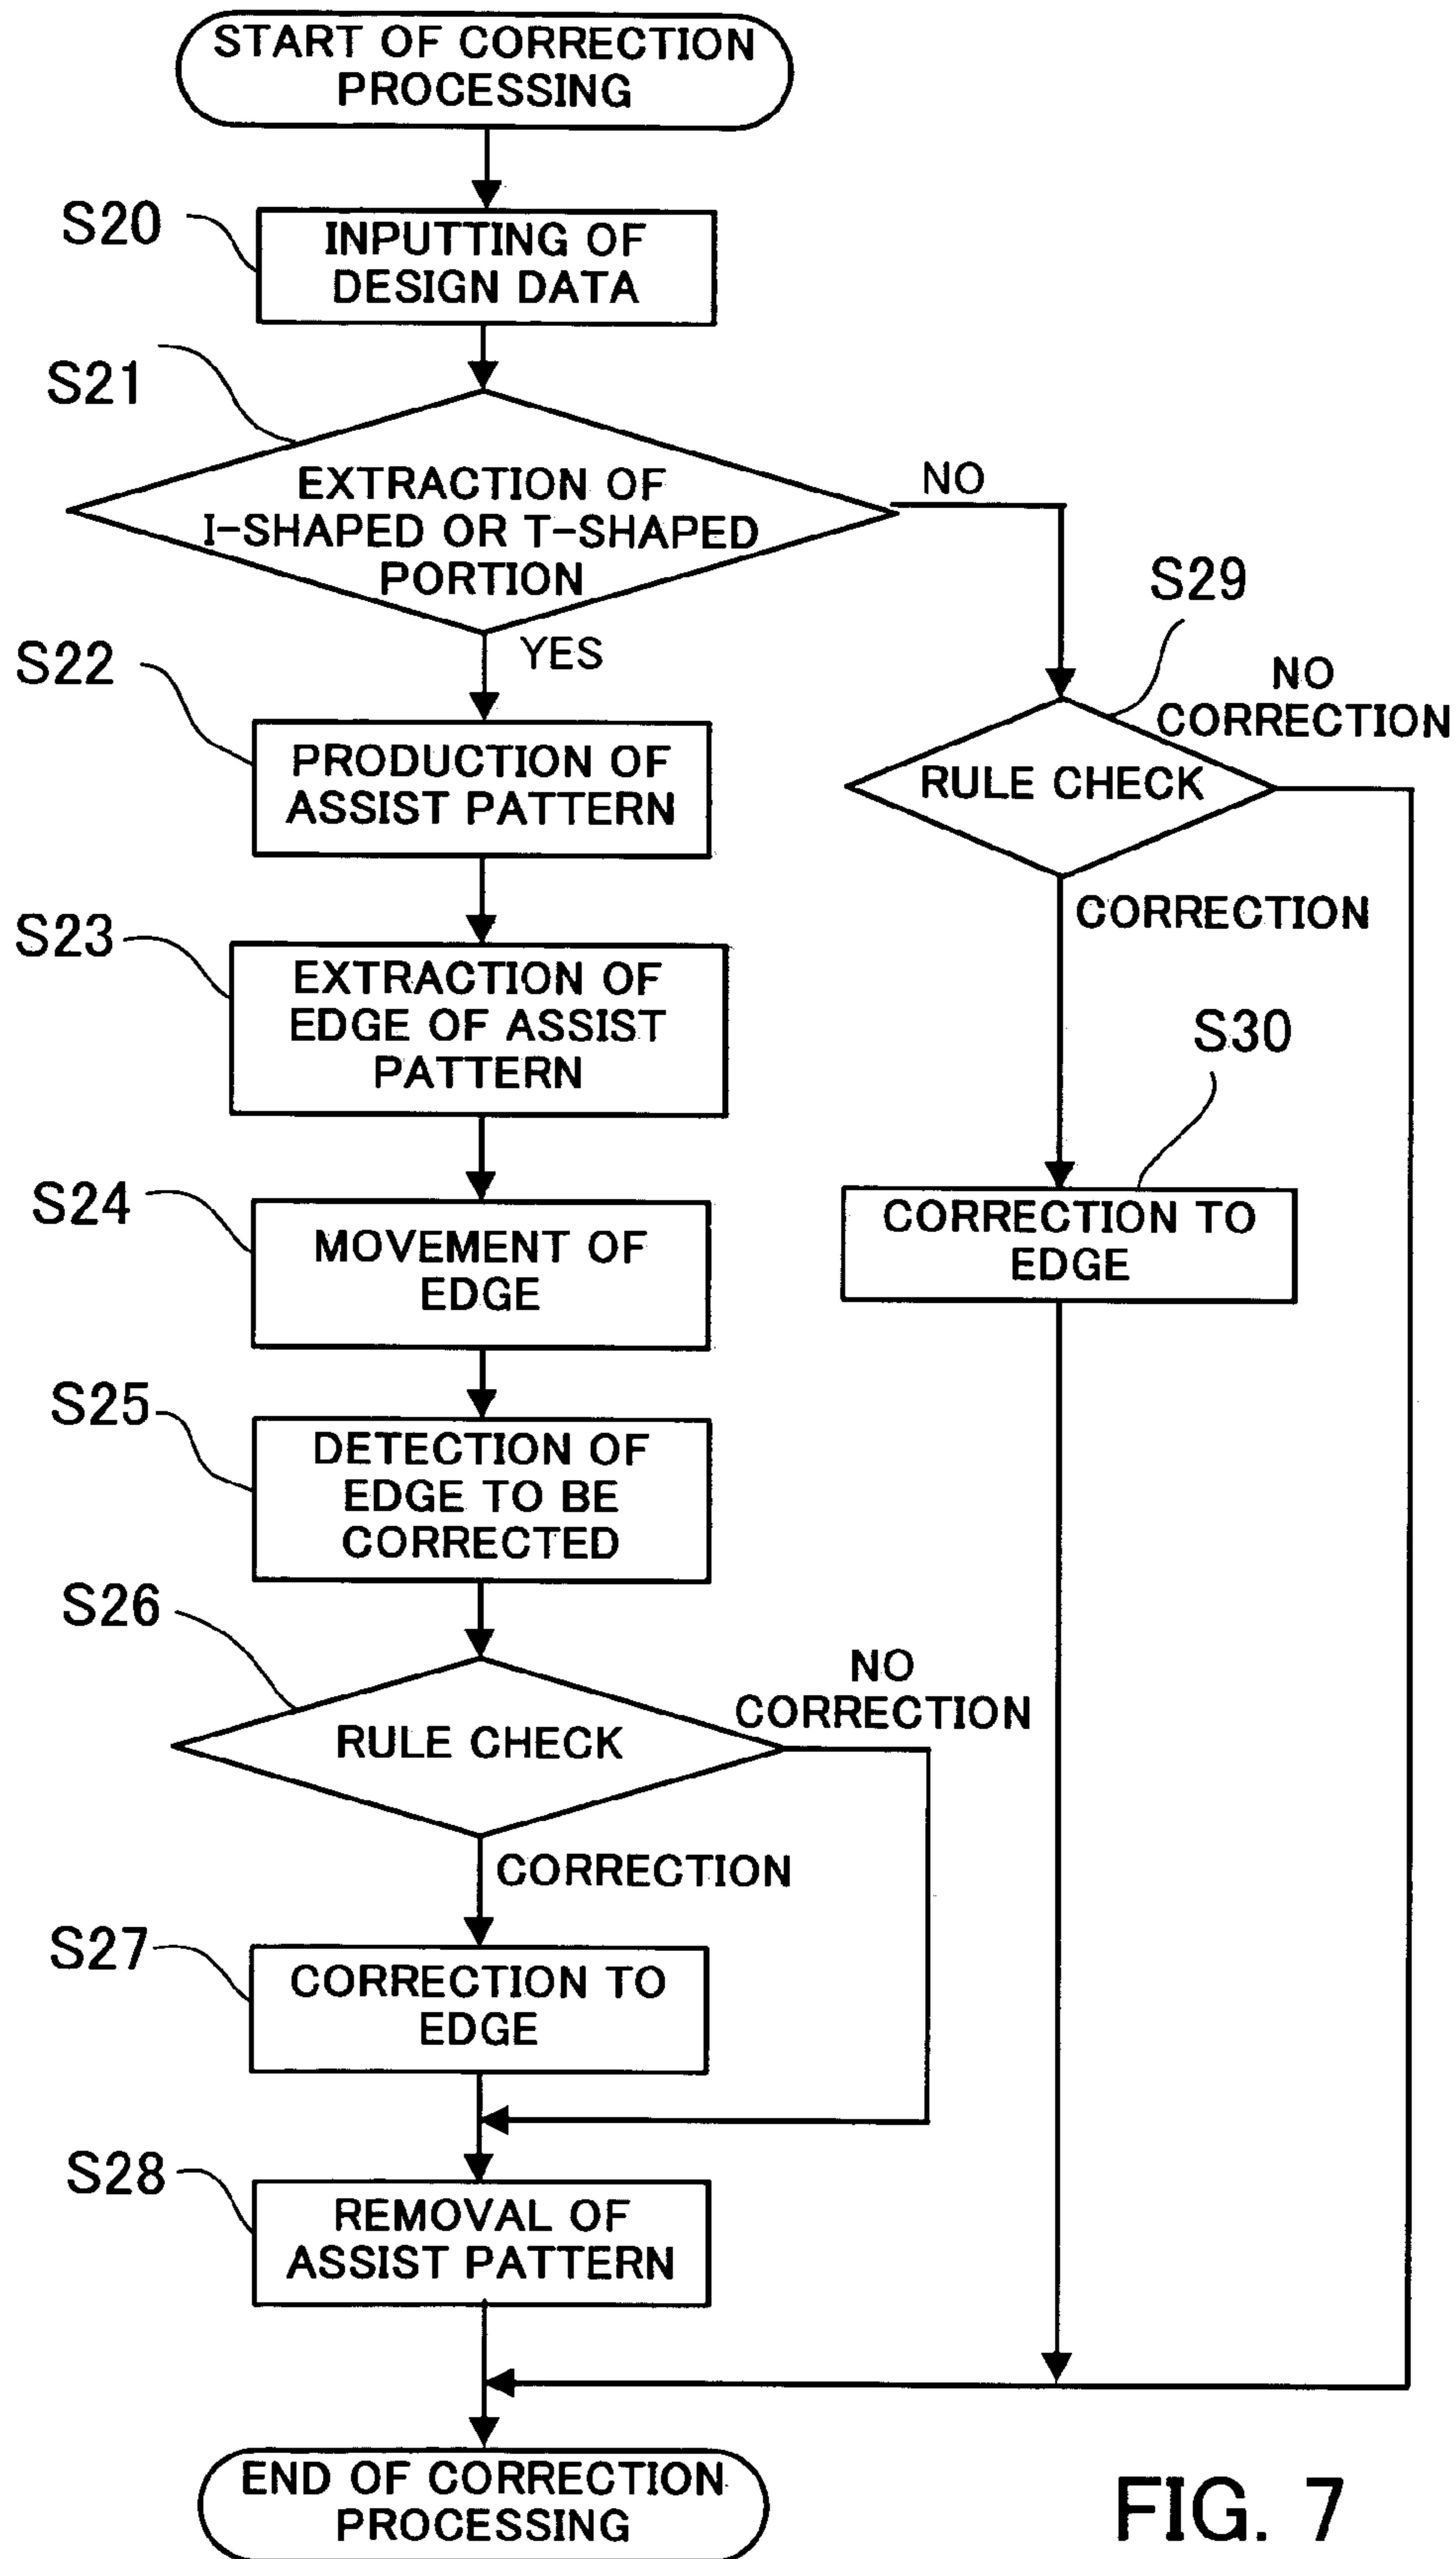 START OF CORRECTION
PROCESSING
S20
INPUTTING OF
DESIGN DATA
S21
EXTRACTION OF
I-SHAPED OR T-SHAPED
PORTION
NO
YES
S22
PRODUCTION OF
ASSIST PATTERN
S29
NO
CORRECTION
RULE CHECK
CORRECTION
S23
EXTRACTION OF
EDGE OF ASSIST
PATTERN
S30
CORRECTION TO
EDGE
S24
MOVEMENT OF
EDGE
S25
DETECTION OF
EDGE TO BE
CORRECTED
S26
RULE CHECK
NO
CORRECTION
CORRECTION
S27
CORRECTION TO
EDGE
S28
REMOVAL OF
ASSIST PATTERN
END OF CORRECTION
PROCESSING
FIG. 7